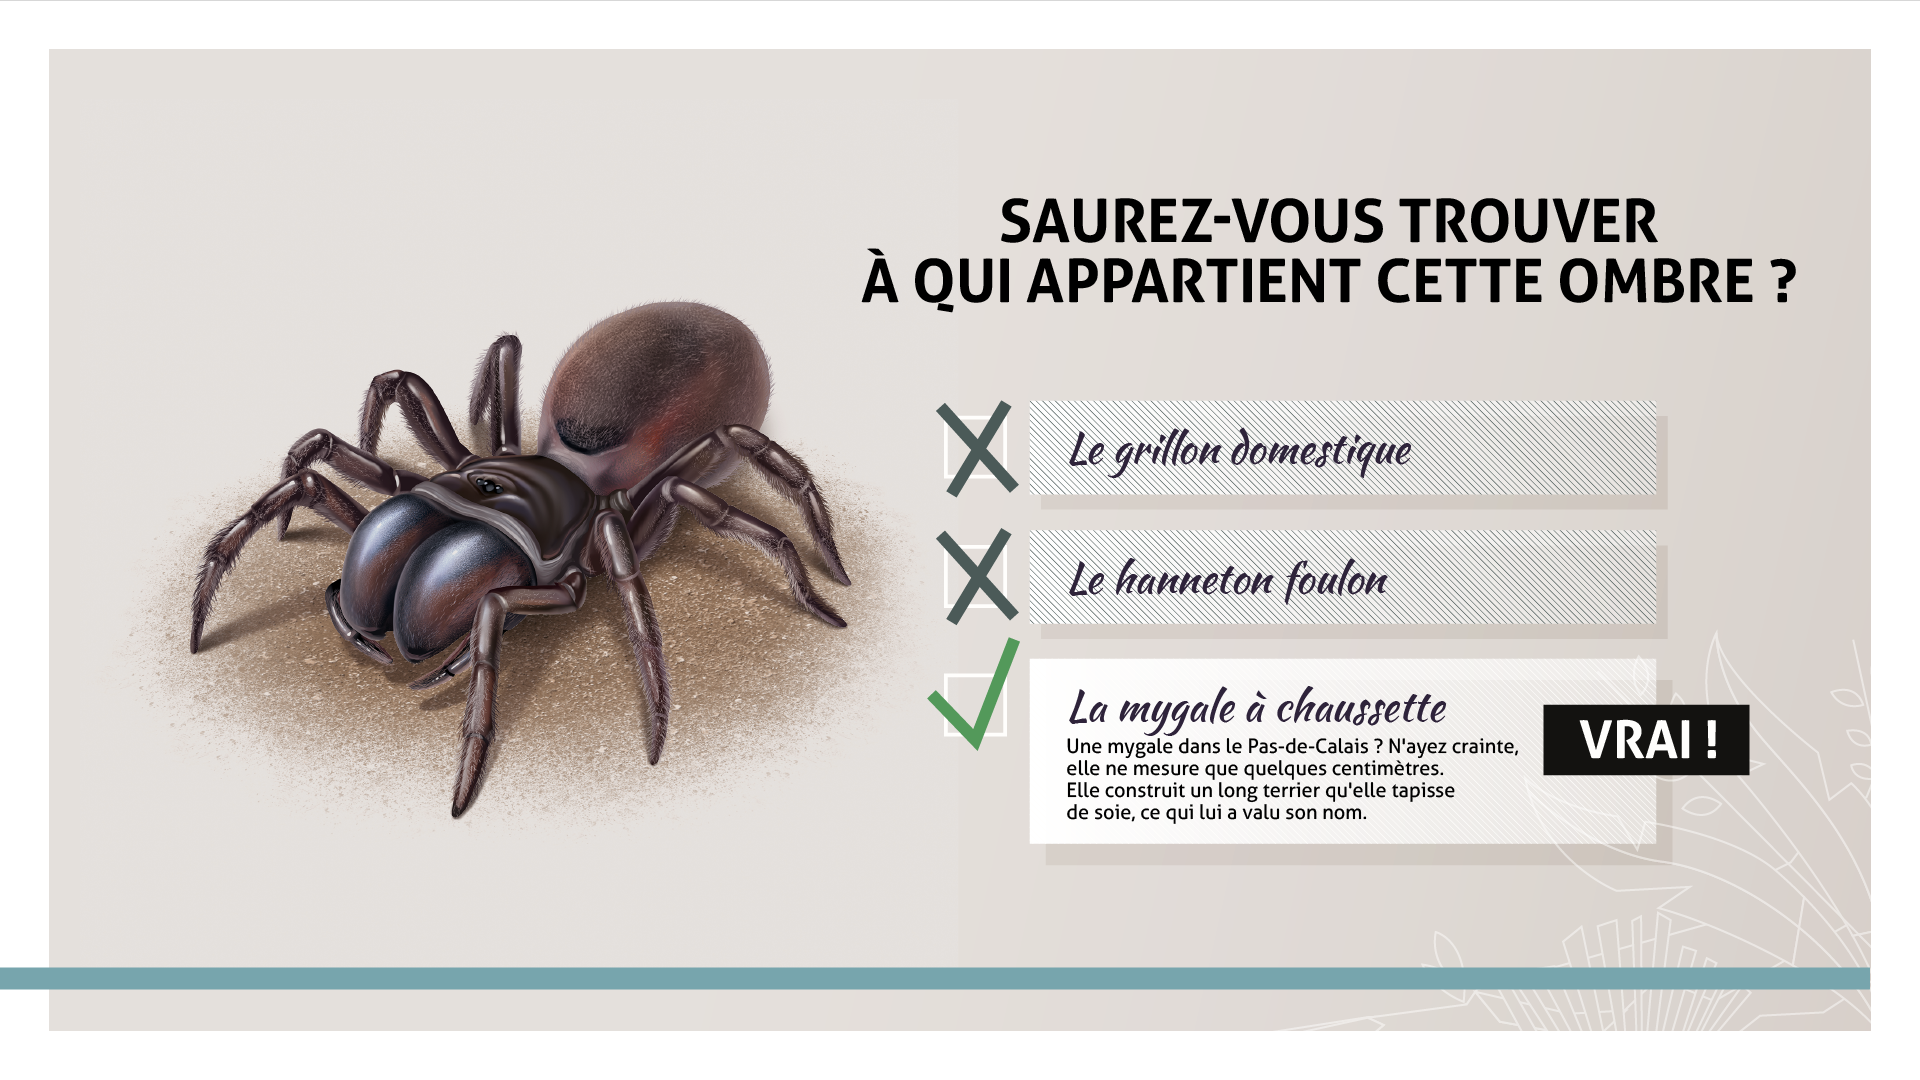 SAUREZ-VOUS TROUVER
À QUI APPARTIENT CETTE OMBRE ?
Le grillon domestique
Le hanneton foulon
La mygale à chaussette
Une mygale dans le Pas-de-Calais ? N'ayez crainte,
elle ne mesure que quelques centimètres.
Elle construit un long terrier qu'elle tapisse
de soie, ce qui lui a valu son nom.
VRAI !